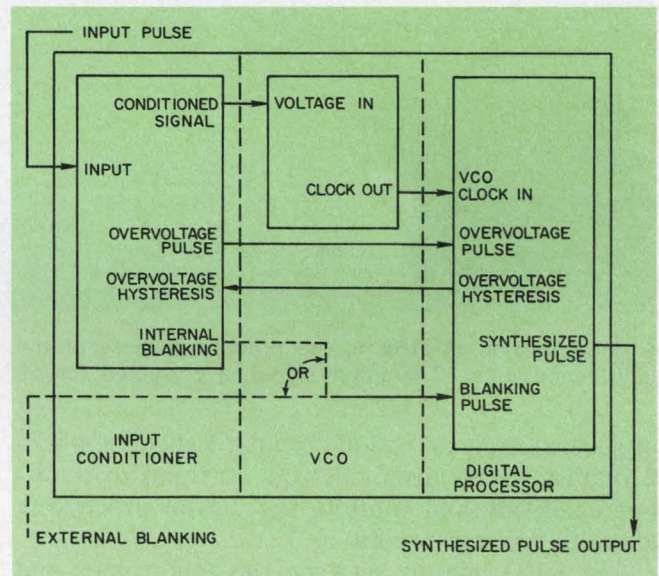 INPUT PULSE
CONDITIONED
SIGNAL
VOLTAGE IN
INPUT
CLOCK OUT
VCO
CLOCK IN
OVERVOLTAGE
PULSE
OVERVOLTAGE
PULSE
OVERVOLTAGE
HYSTERESIS
OVERVOLTAGE
HYSTERESIS
INTERNAL
BLANKING
OR
SYNTHESIZED
PULSE
BLANKING
PULSE
INPUT
CONDITIONER
VCO
DIGITAL
PROCESSOR
EXTERNAL BLANKING
SYNTHESIZED PULSE OUTPUT